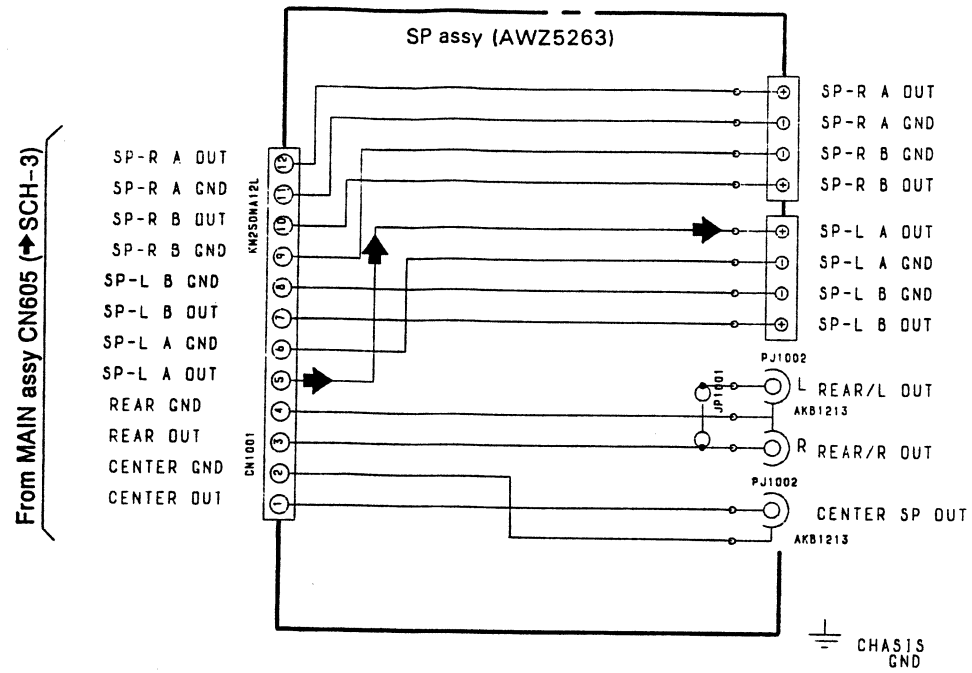 SP assy (AWZ5263)
From MAIN assy CN605 (➔SCH-3)
SP-R A OUT
SP-R A GND
SP-R B OUT
SP-R B GND
SP-L B GND
SP-L B OUT
SP-L A GND
SP-L A OUT
REAR GND
REAR OUT
CENTER GND
CENTER OUT
KM250MA12L
CN1001
12
11
10
9
8
7
6
5
4
3
2
1
+
-
-
+
+
-
-
+
SP-R A OUT
SP-R A GND
SP-R B GND
SP-R B OUT
SP-L A OUT
SP-L A GND
SP-L B GND
SP-L B OUT
PJ1002
L REAR/L OUT
AKB1213
JP1001
R REAR/R OUT
PJ1002
CENTER SP OUT
AKB1213
CHASIS
GND